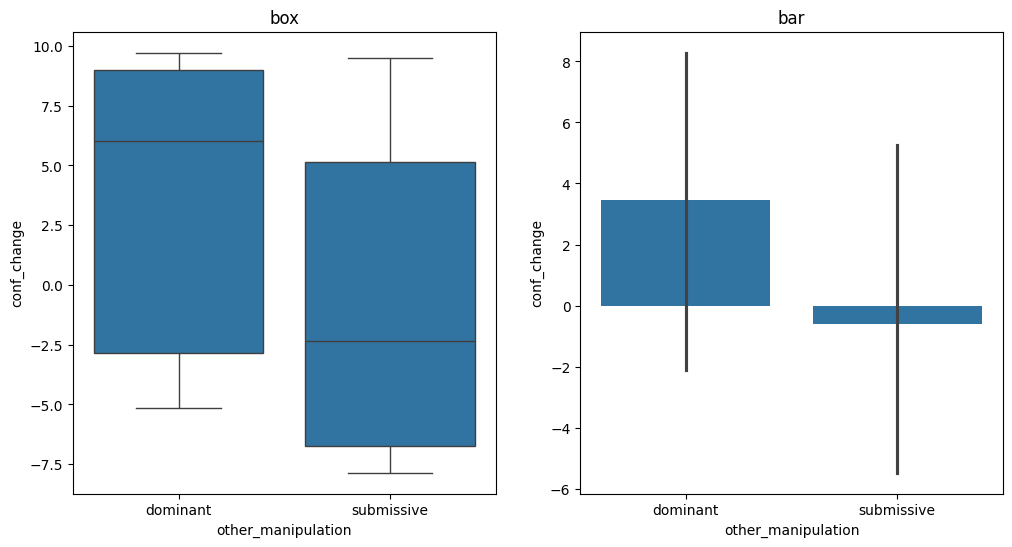 box
10.0
7.5
5.0
2.5
0.0
−2.5
−5.0
−7.5
conf_change
dominant submissive
other_manipulation
bar
8
6
4
2
0
−2
−4
−6
conf_change
dominant submissive
other_manipulation